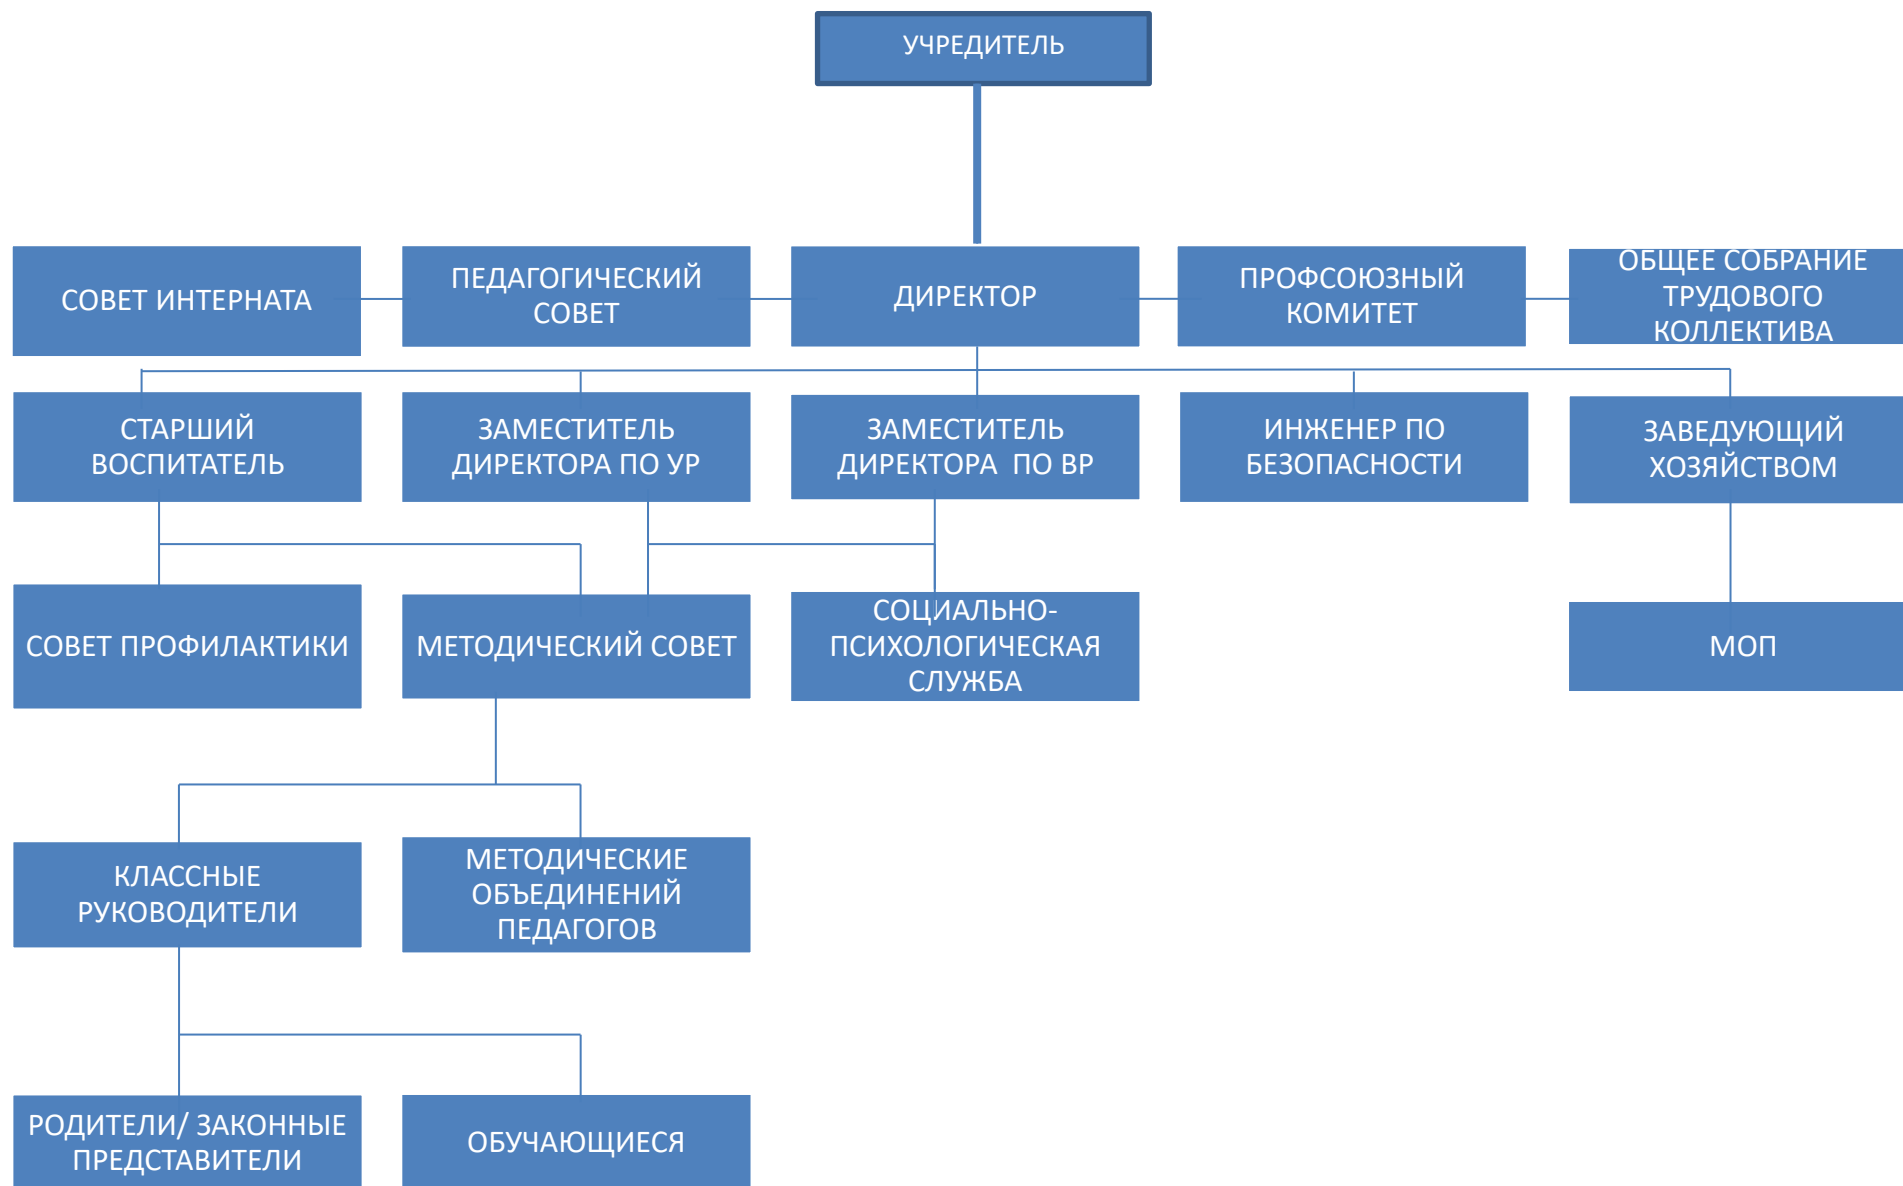 УЧРЕДИТЕЛЬ
СОВЕТ ИНТЕРНАТА
ПЕДАГОГИЧЕСКИЙ
СОВЕТ
ДИРЕКТОР
ПРОФСОЮЗНЫЙ
КОМИТЕТ
ОБЩЕЕ СОБРАНИЕ
ТРУДОВОГО
КОЛЛЕКТИВА
СТАРШИЙ
ВОСПИТАТЕЛЬ
ЗАМЕСТИТЕЛЬ
ДИРЕКТОРА ПО УР
ЗАМЕСТИТЕЛЬ
ДИРЕКТОРА ПО ВР
ИНЖЕНЕР ПО
БЕЗОПАСНОСТИ
ЗАВЕДУЮЩИЙ
ХОЗЯЙСТВОМ
СОВЕТ ПРОФИЛАКТИКИ
МЕТОДИЧЕСКИЙ СОВЕТ
СОЦИАЛЬНО-
ПСИХОЛОГИЧЕСКАЯ
СЛУЖБА
МОП
КЛАССНЫЕ
РУКОВОДИТЕЛИ
МЕТОДИЧЕСКИЕ
ОБЪЕДИНЕНИЙ
ПЕДАГОГОВ
РОДИТЕЛИ/ ЗАКОННЫЕ
ПРЕДСТАВИТЕЛИ
ОБУЧАЮЩИЕСЯ